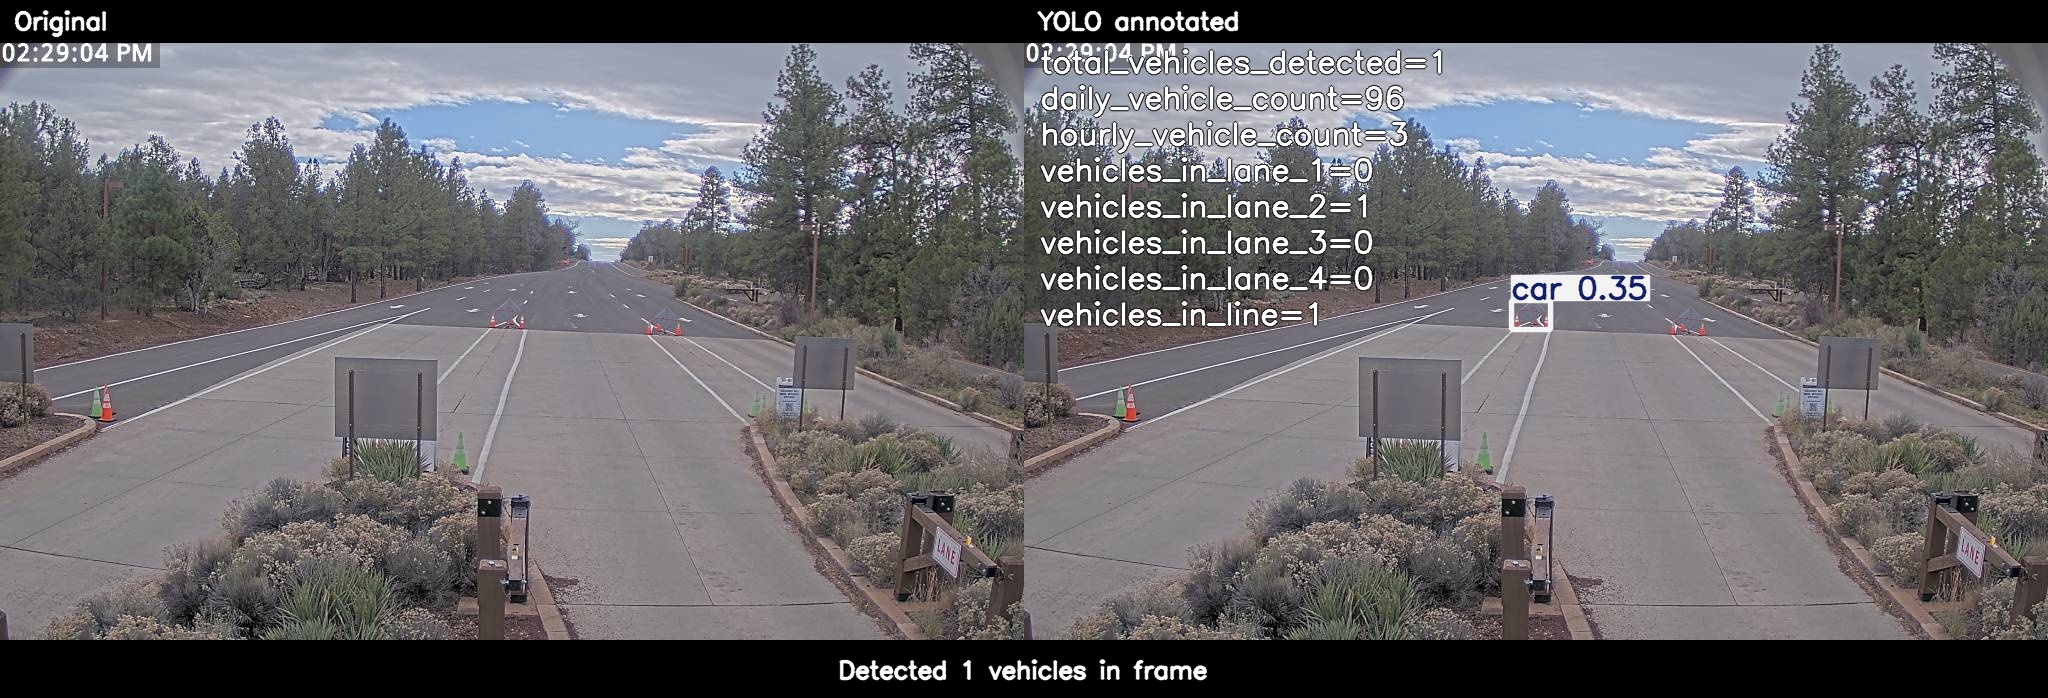 Original
YOLO annotated
02:29:04 PM
02:29:04 PM
total_vehicles_detected=1
daily_vehicle_count=96
hourly_vehicle_count=3
vehicles_in_lane_1=0
vehicles_in_lane_2=1
vehicles_in_lane_3=0
vehicles_in_lane_4=0
vehicles_in_line=1
car 0.35
LANE
LANE
Detected 1 vehicles in frame